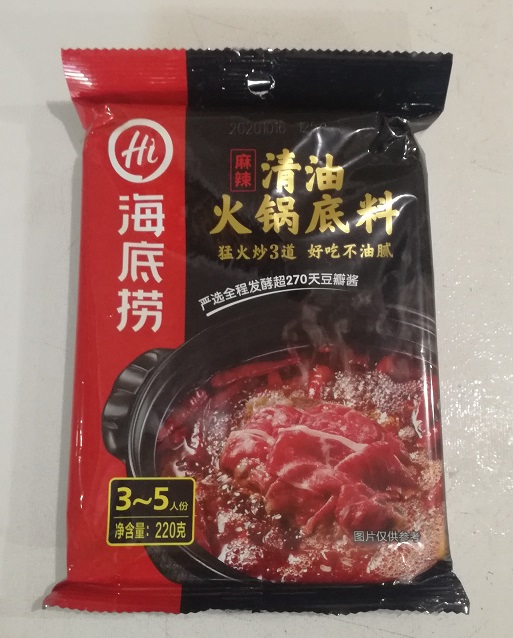 Hi
海底捞
麻辣
清油
火锅底料
猛火炒3道 好吃不油腻
严选全程发酵超270天豆瓣酱
3~5人份
净含量：220克
图片仅供参考